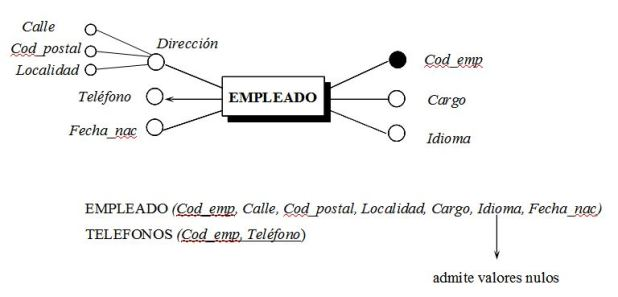 Calle
Dirección
Cod_postal
Localidad
Cod_emp
Teléfono
EMPLEADO
Cargo
Fecha_nac
Idioma
EMPLEADO (Cod_emp, Calle, Cod_postal, Localidad, Cargo, Idioma, Fecha_nac)
TELEFONOS (Cod_emp, Teléfono)
admite valores nulos